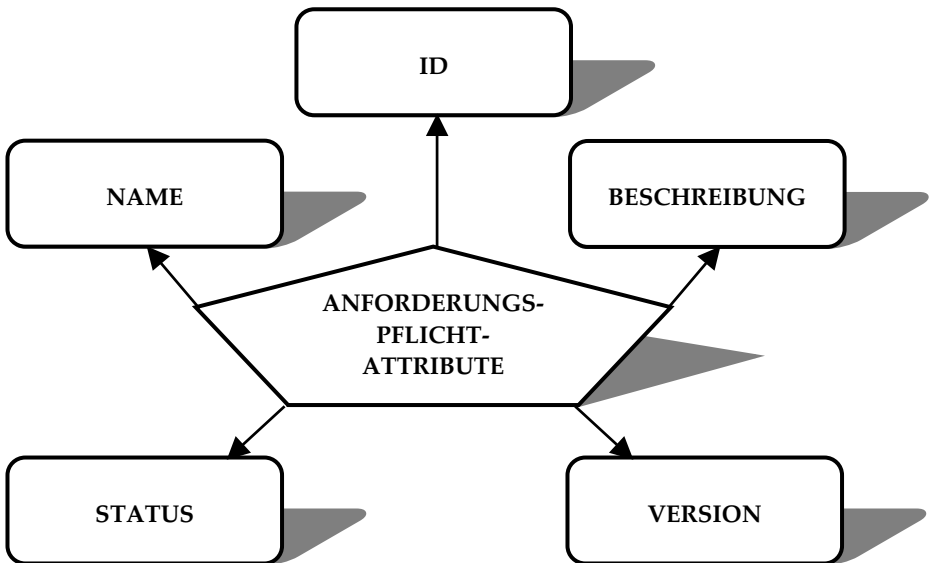 ID
NAME
BESCHREIBUNG
ANFORDERUNGS-
PFLICHT-
ATTRIBUTE
STATUS
VERSION